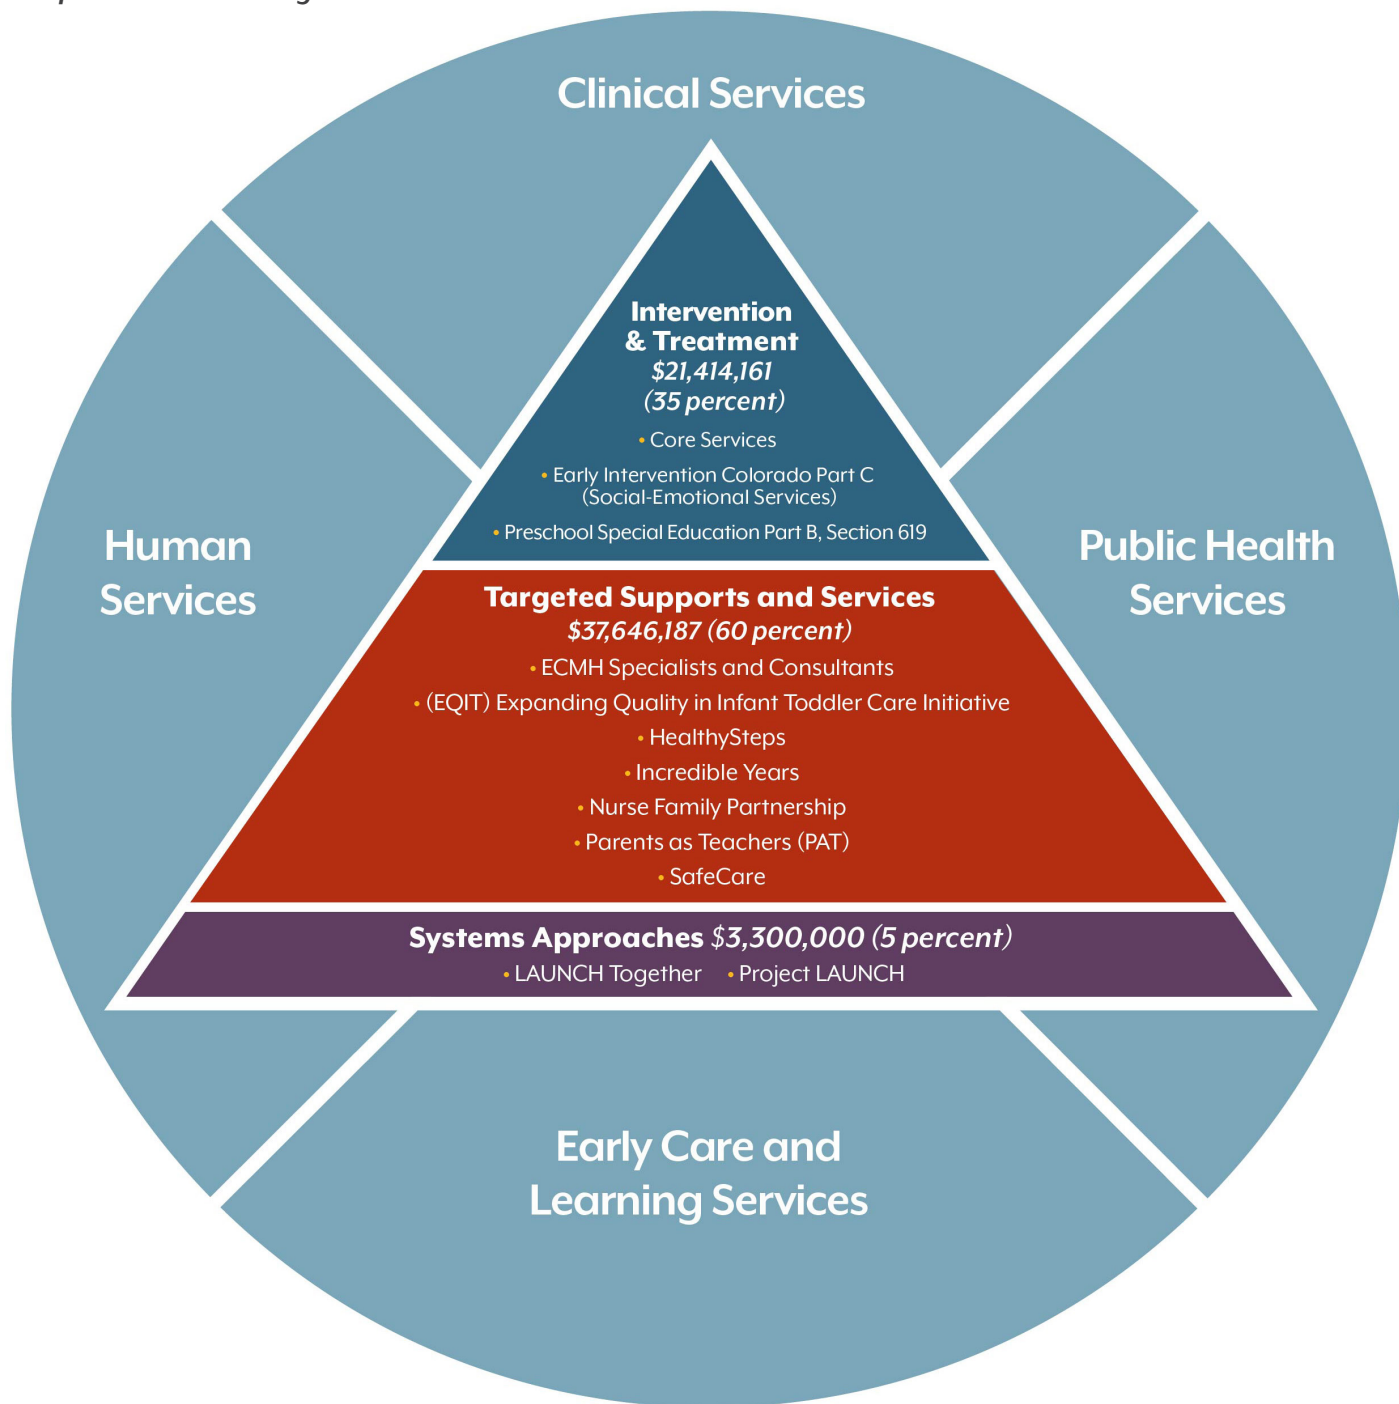 Clinical Services
Intervention
& Treatment
$21,414,161
(35 percent)
• Core Services
• Early Intervention Colorado Part C
(Social-Emotional Services)
• Preschool Special Education Part B, Section 619
Human
Services
Public Health
Services
Targeted Supports and Services
$37,646,187 (60 percent)
• ECMH Specialists and Consultants
• (EQIT) Expanding Quality in Infant Toddler Care Initiative
• HealthySteps
• Incredible Years
• Nurse Family Partnership
• Parents as Teachers (PAT)
• SafeCare
Systems Approaches $3,300,000 (5 percent)
• LAUNCH Together • Project LAUNCH
Early Care and
Learning Services